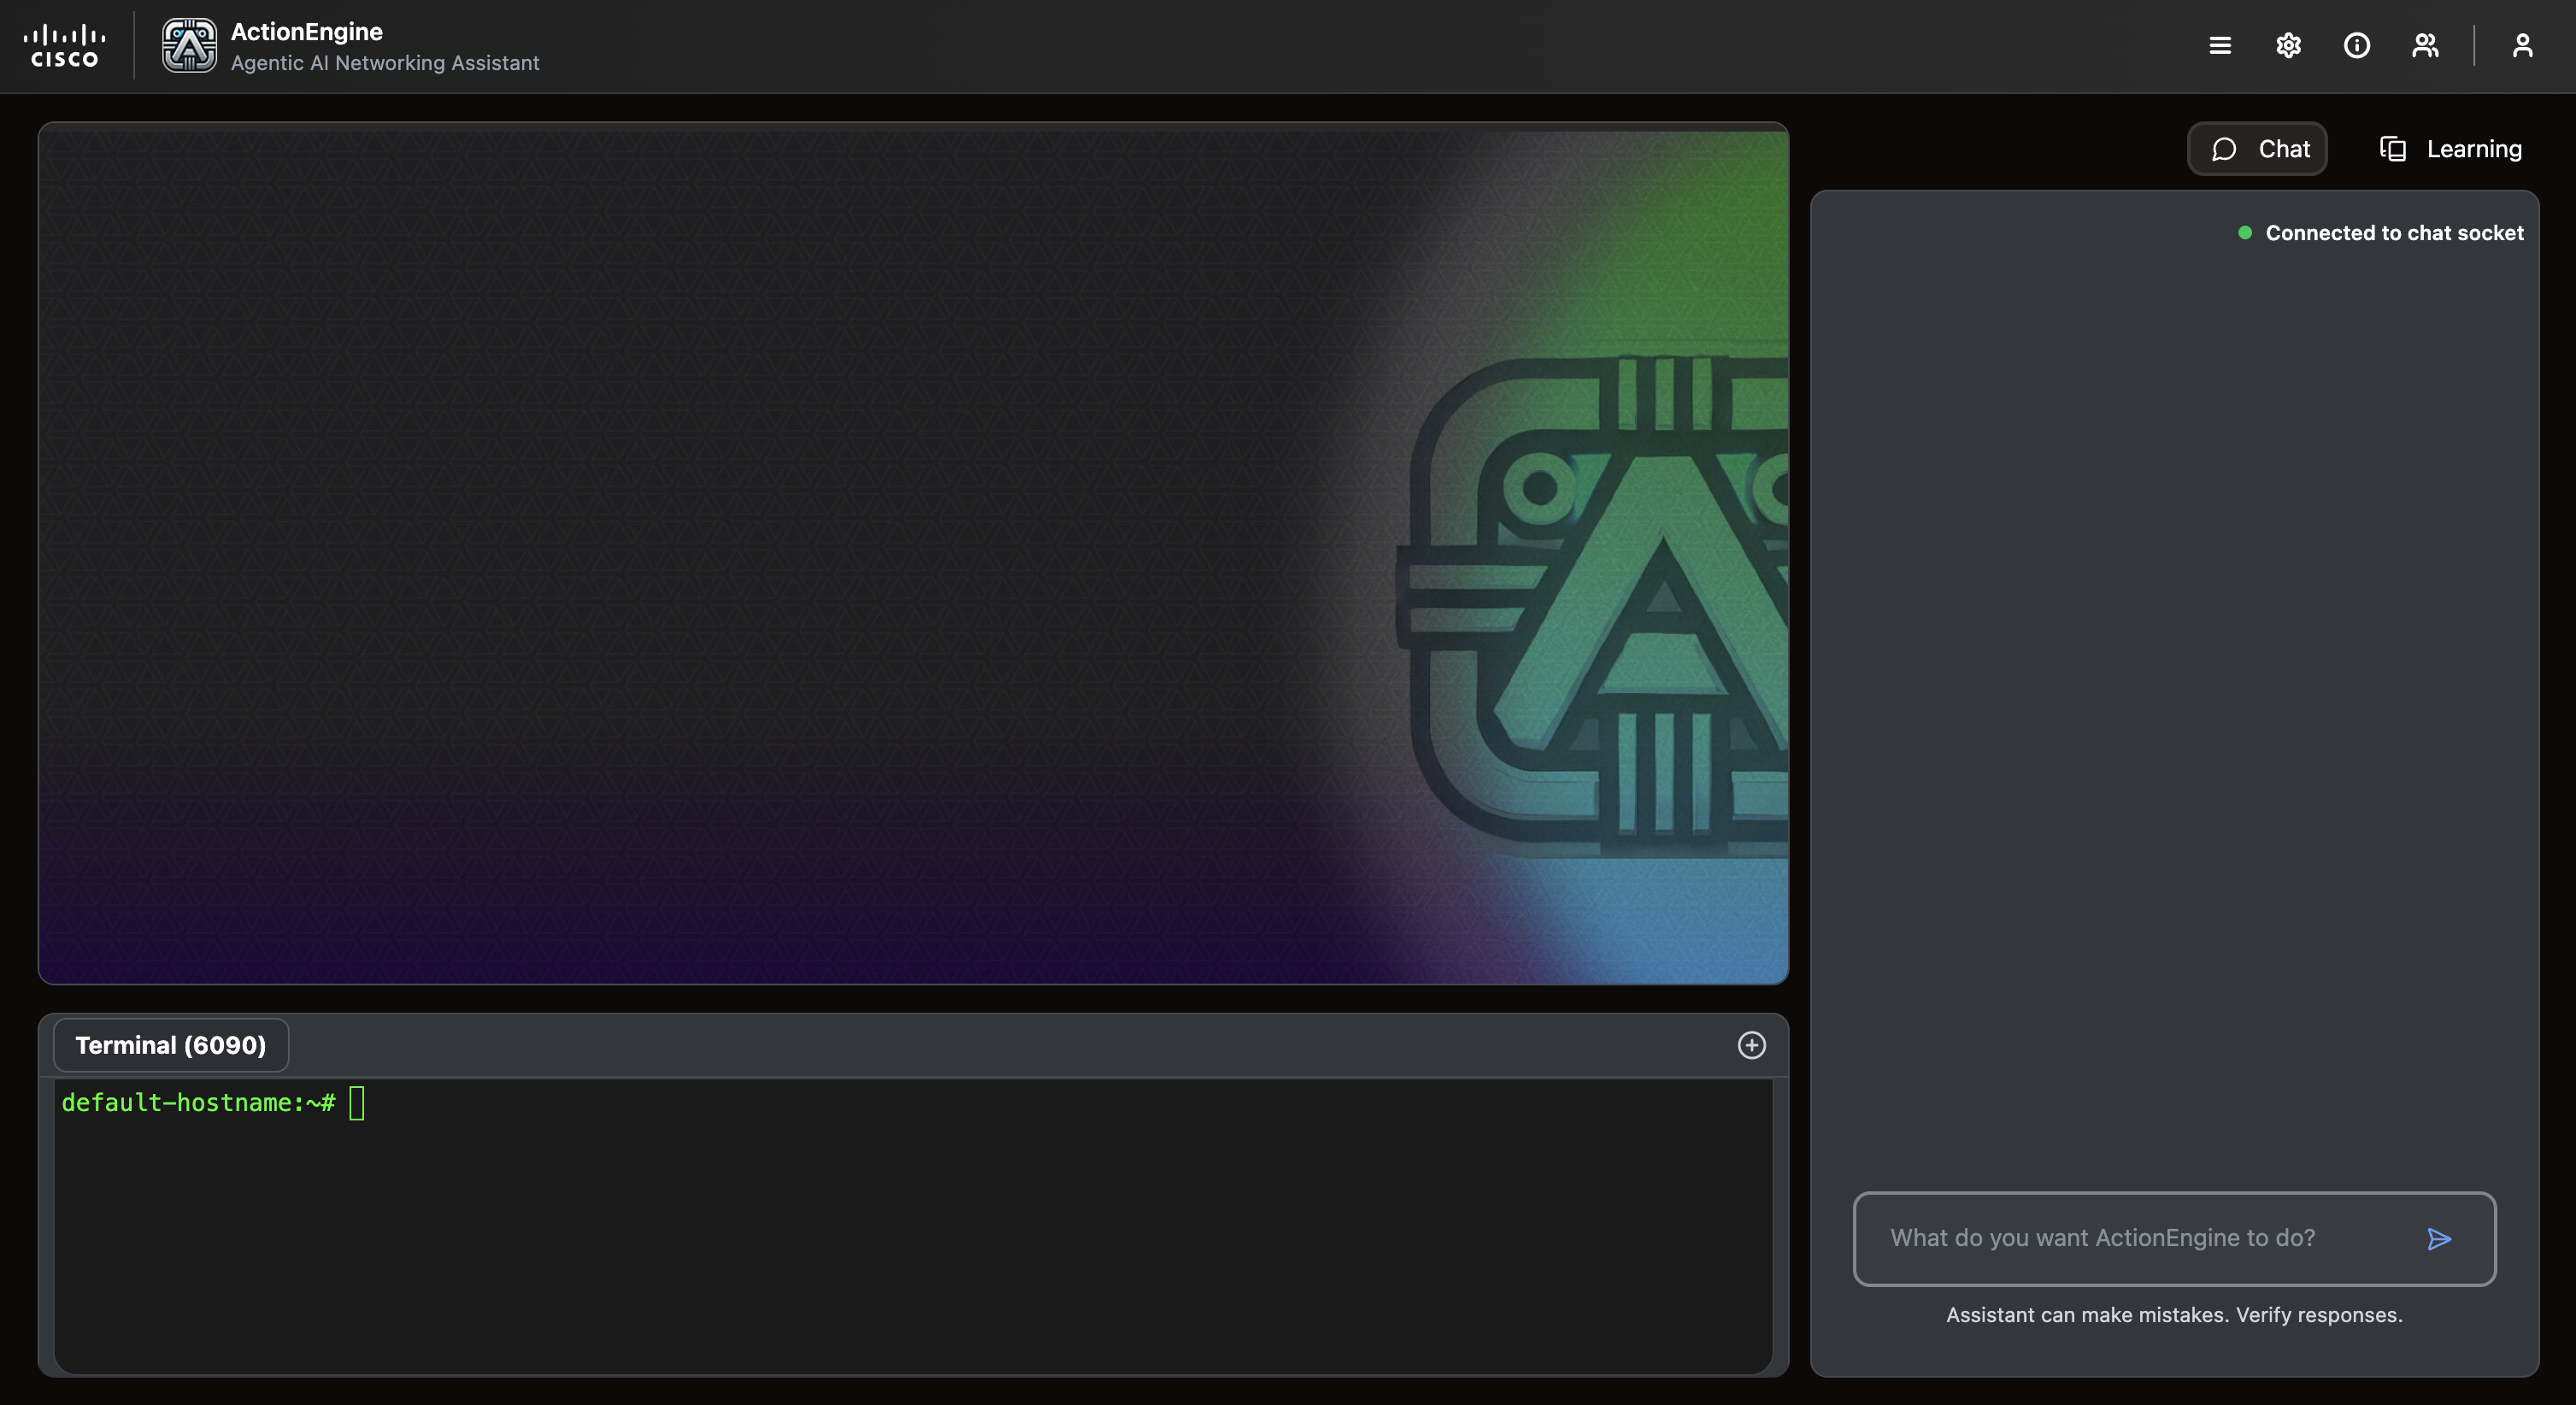 CISCO
ActionEngine
Agentic AI Networking Assistant
Chat
Learning
Connected to chat socket
Terminal (6090)
default-hostname:~#
What do you want ActionEngine to do?
Assistant can make mistakes. Verify responses.